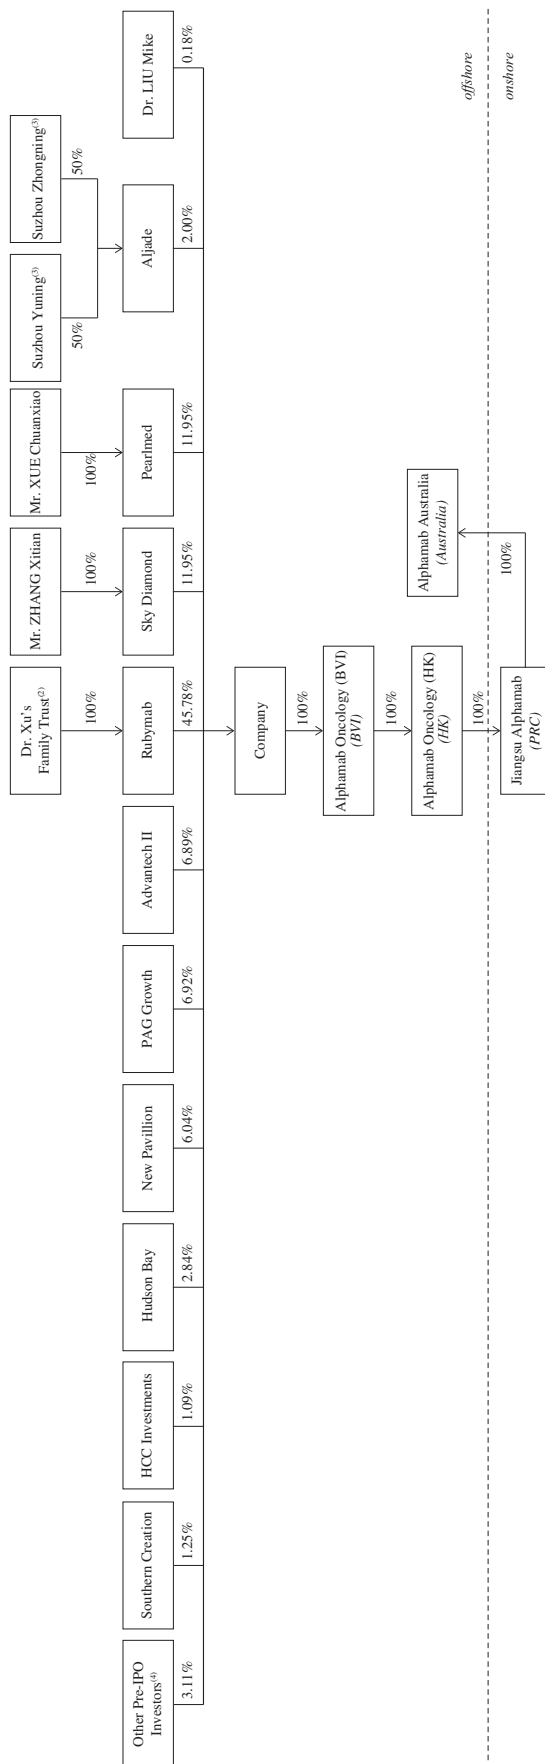 Dr. Xu's
Family Trust(2)
Mr. ZHANG Xitian
Mr. XUE Chuanxiao
Suzhou Yuning(3)
Suzhou Zhongning(3)
100%
100%
100%
50%
50%
Other Pre-IPO
Investors(4)
Southern Creation
HCC Investments
Hudson Bay
New Pavillion
PAG Growth
Advantech II
Rubymab
Sky Diamond
Pearlmed
Aljade
Dr. LIU Mike
3.11%
1.25%
1.09%
2.84%
6.04%
6.92%
6.89%
45.78%
11.95%
11.95%
2.00%
0.18%
Company
100%
Alphamab Oncology (BVI)
(BVI)
100%
Alphamab Oncology (HK)
(HK)
Alphamab Australia
(Australia)
100%
offshore
onshore
100%
Jiangsu Alphamab
(PRC)